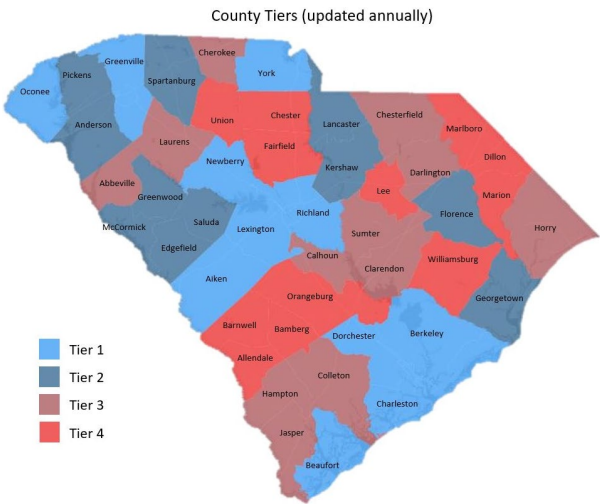 County Tiers (updated annually)
Cherokee
Greenville
York
Pickens
Spartanburg
Oconee
Union
Chester
Chesterfield
Anderson
Lancaster
Marlboro
Laurens
Fairfield
Dillon
Newberry
Kershaw
Darlington
Abbeville
Lee
Marion
Greenwood
Richland
Florence
McCormick
Saluda
Lexington
Sumter
Horry
Edgefield
Calhoun
Williamsburg
Clarendon
Aiken
Orangeburg
Georgetown
Barnwell
Bamberg
Dorchester
Berkeley
Tier 1
Allendale
Tier 2
Colleton
Hampton
Charleston
Tier 3
Jasper
Tier 4
Beaufort